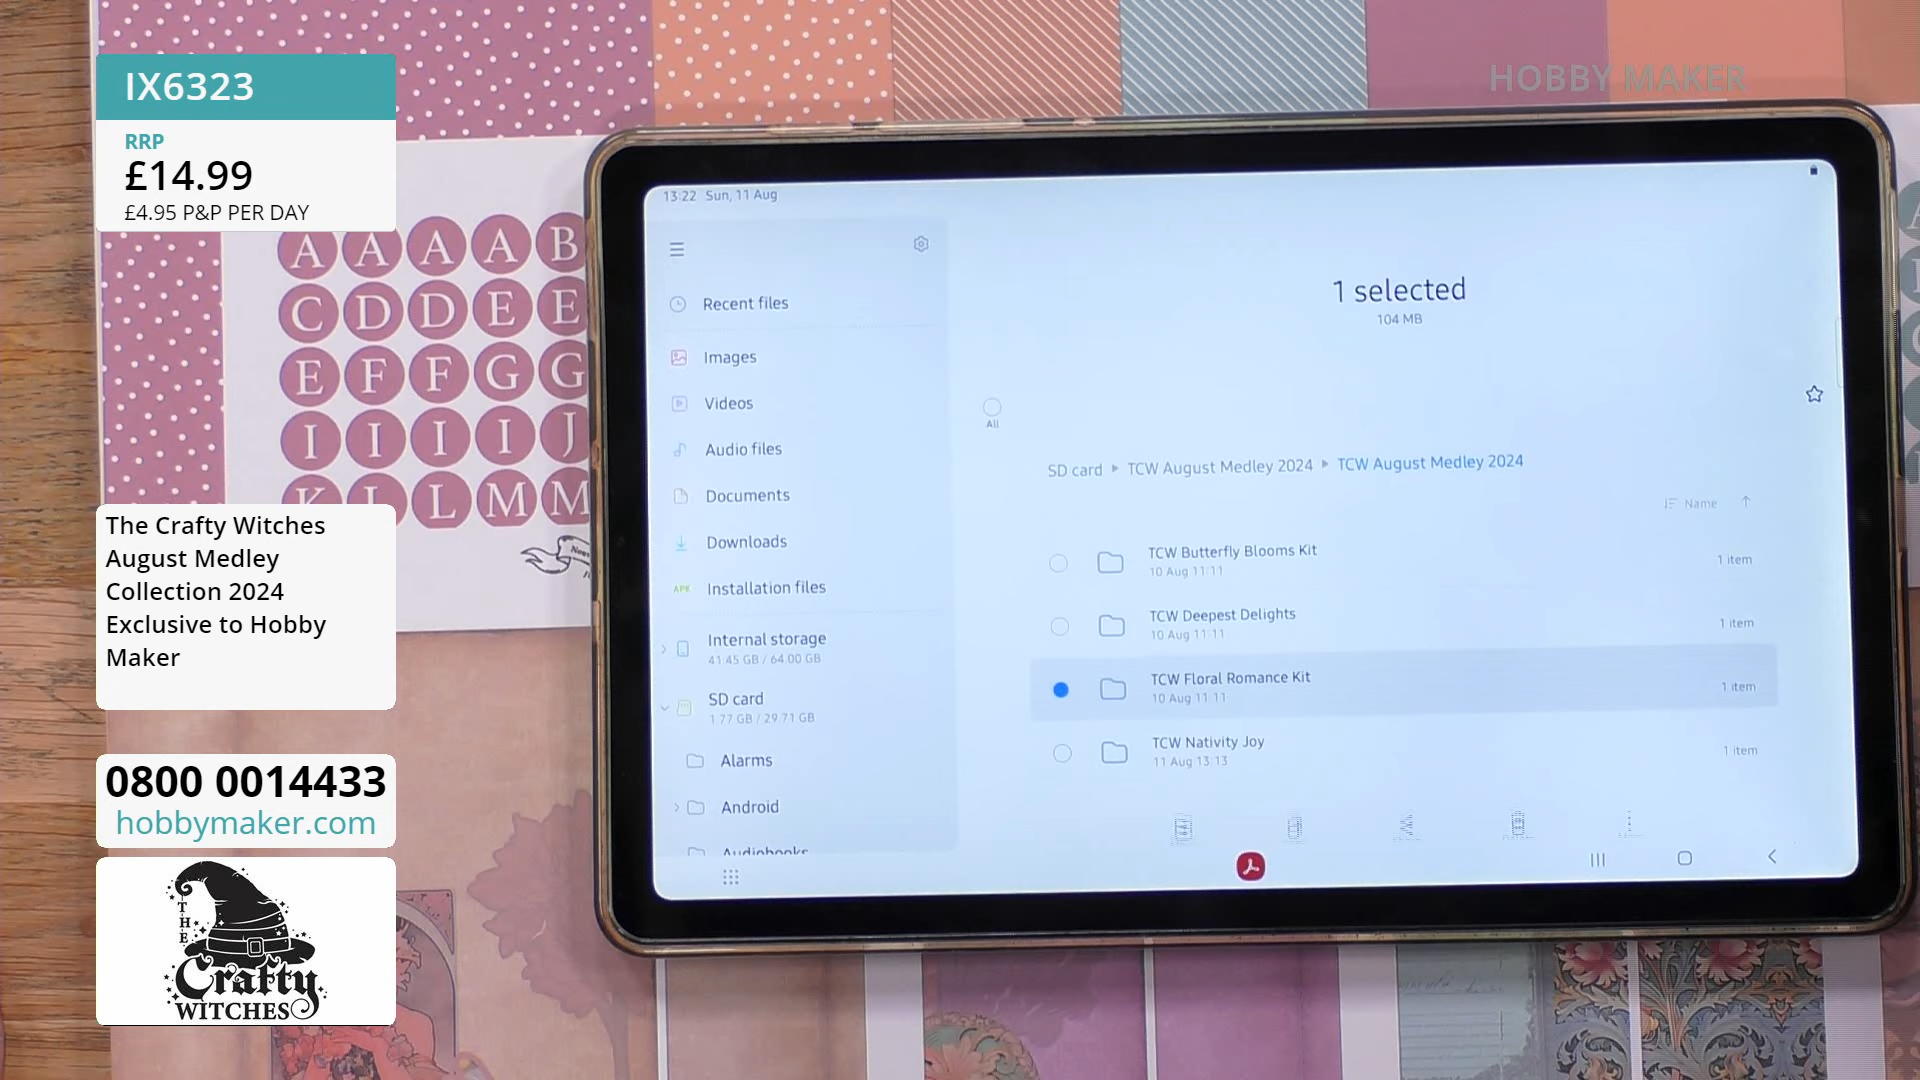 IX6323
RRP
£14.99
£4.95 P&P PER DAY
HOBBY MAKER
A A A A B
C D D E E
E F F G G
I I I I J
K L L M M
The Crafty Witches
August Medley
Collection 2024
Exclusive to Hobby
Maker
0800 0014433
hobbymaker.com
THE
Crafty
WITCHES
13:22 Sun, 11 Aug
Recent files
Images
Videos
Audio files
Documents
Downloads
APK Installation files
Internal storage
41.45 GB / 64.00 GB
SD card
1.77 GB / 29.71 GB
Alarms
Android
Audiobooks
1 selected
104 MB
All
SD card ▸ TCW August Medley 2024 ▸ TCW August Medley 2024
Name
TCW Butterfly Blooms Kit
10 Aug 11:11
1 item
TCW Deepest Delights
10 Aug 11:11
1 item
TCW Floral Romance Kit
10 Aug 11:11
1 item
TCW Nativity Joy
11 Aug 13:13
1 item